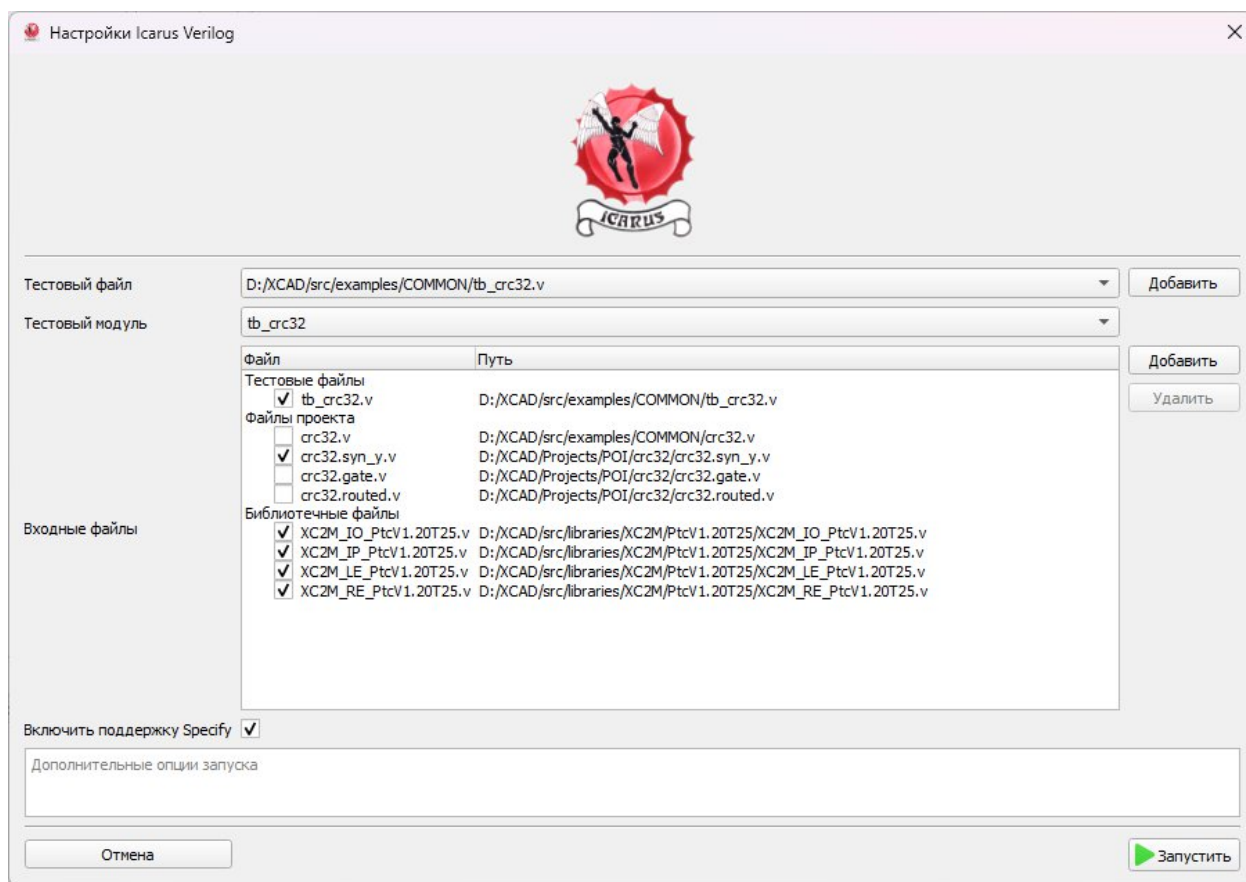 Настройки Icarus Verilog
ICARUS
Тестовый файл D:/XCAD/src/examples/COMMON/tb_crc32.v Добавить
Тестовый модуль tb_crc32
Файл Путь Добавить
Тестовые файлы
tb_crc32.v D:/XCAD/src/examples/COMMON/tb_crc32.v Удалить
Файлы проекта
crc32.v D:/XCAD/src/examples/COMMON/crc32.v
crc32.syn_y.v D:/XCAD/Projects/POI/crc32/crc32.syn_y.v
crc32.gate.v D:/XCAD/Projects/POI/crc32/crc32.gate.v
crc32.routed.v D:/XCAD/Projects/POI/crc32/crc32.routed.v
Библиотечные файлы
Входные файлы XC2M_IO_PtcV1.20T25.v D:/XCAD/src/libraries/XC2M/PtcV1.20T25/XC2M_IO_PtcV1.20T25.v
XC2M_IP_PtcV1.20T25.v D:/XCAD/src/libraries/XC2M/PtcV1.20T25/XC2M_IP_PtcV1.20T25.v
XC2M_LE_PtcV1.20T25.v D:/XCAD/src/libraries/XC2M/PtcV1.20T25/XC2M_LE_PtcV1.20T25.v
XC2M_RE_PtcV1.20T25.v D:/XCAD/src/libraries/XC2M/PtcV1.20T25/XC2M_RE_PtcV1.20T25.v
Включить поддержку Specify
Дополнительные опции запуска
Отмена Запустить